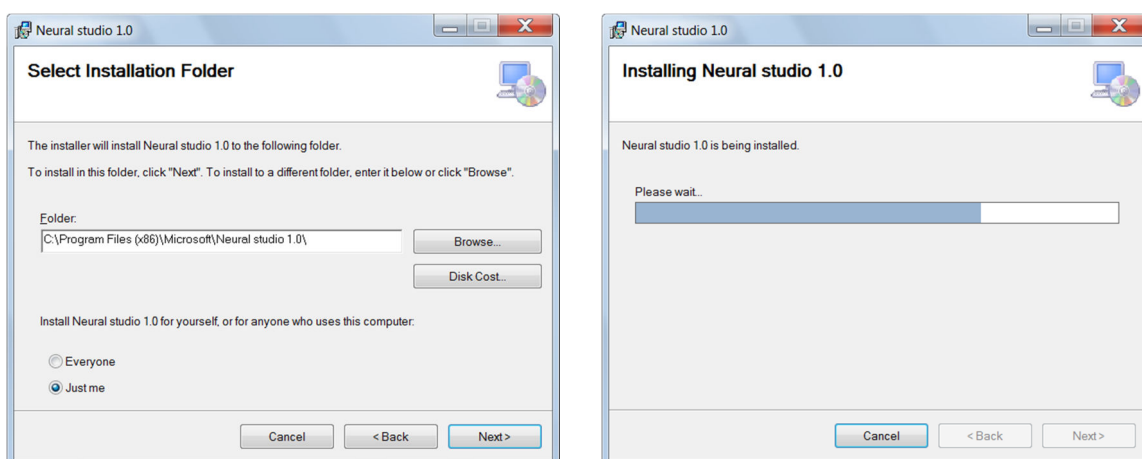 Neural studio 1.0
Select Installation Folder
The installer will install Neural studio 1.0 to the following folder.
To install in this folder, click "Next". To install to a different folder, enter it below or click "Browse".
Folder:
C:\Program Files (x86)\Microsoft\Neural studio 1.0\
Browse...
Disk Cost...
Install Neural studio 1.0 for yourself, or for anyone who uses this computer:
Everyone
Just me
Cancel
< Back
Next >
Neural studio 1.0
Installing Neural studio 1.0
Neural studio 1.0 is being installed.
Please wait...
Cancel
< Back
Next >